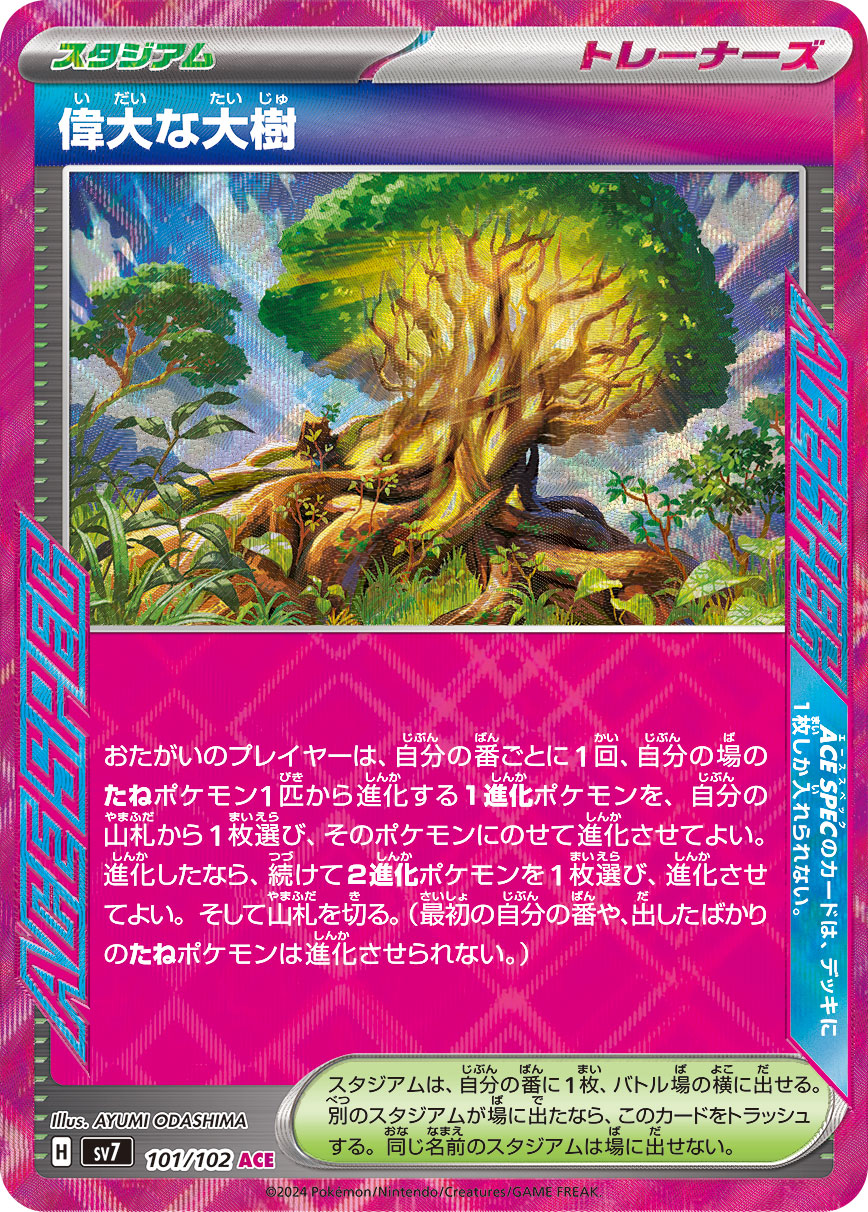 スタジアム
トレーナーズ
偉大な大樹
ACE SPEC
ACE SPEC
おたがいのプレイヤーは、自分の番ごとに1回、自分の場の
たねポケモン1匹から進化する1進化ポケモンを、自分の
山札から1枚選び、そのポケモンにのせて進化させてよい。
進化したなら、続けて2進化ポケモンを1枚選び、進化させ
てよい。そして山札を切る。（最初の自分の番や、出したばかり
のたねポケモンは進化させられない。）
ACE SPECのカードは、デッキに
1枚しか入れられない。
スタジアムは、自分の番に1枚、バトル場の横に出せる。
別のスタジアムが場に出たなら、このカードをトラッシュ
する。同じ名前のスタジアムは場に出せない。
Illus. AYUMI ODASHIMA
H sv7 101/102 ACE
©2024 Pokémon/Nintendo/Creatures/GAME FREAK.